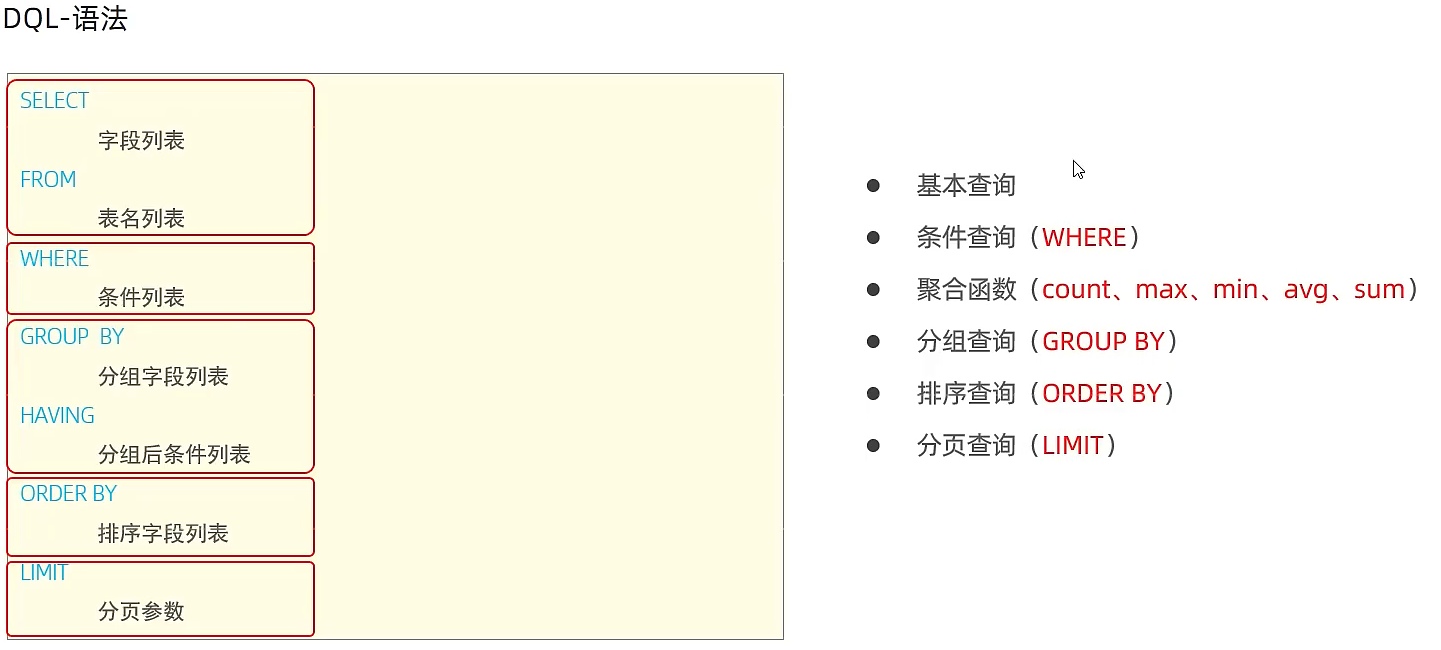 DQL-语法
SELECT
字段列表
FROM
表名列表
WHERE
条件列表
GROUP BY
分组字段列表
HAVING
分组后条件列表
ORDER BY
排序字段列表
LIMIT
分页参数
● 基本查询
● 条件查询（WHERE）
● 聚合函数（count、max、min、avg、sum）
● 分组查询（GROUP BY）
● 排序查询（ORDER BY）
● 分页查询（LIMIT）